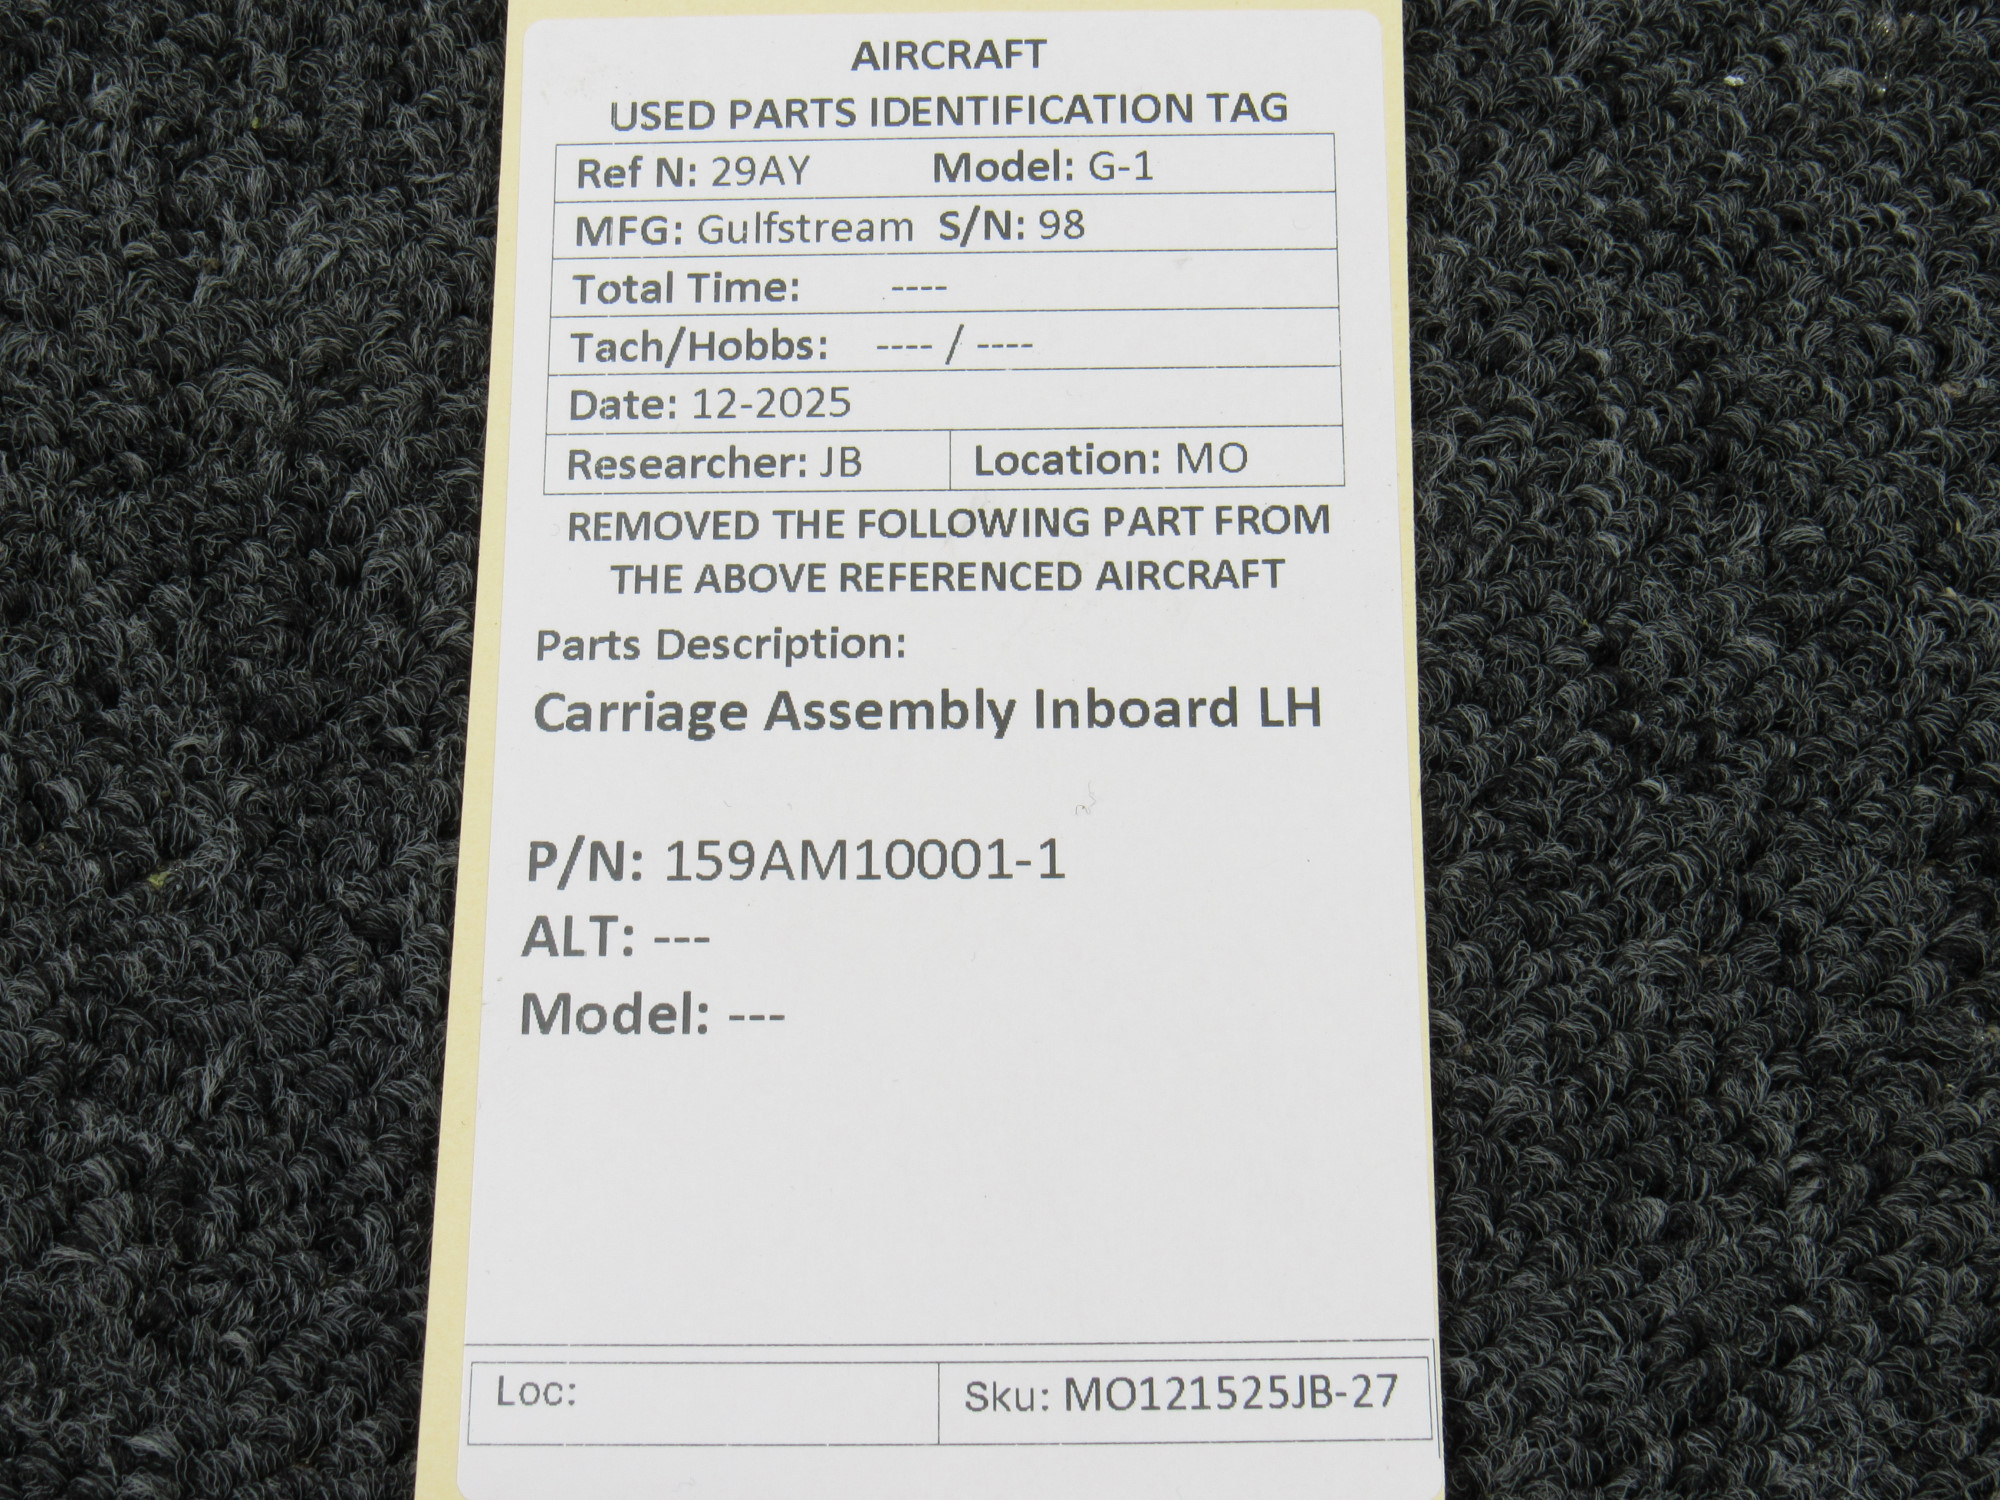 AIRCRAFT
USED PARTS IDENTIFICATION TAG
Ref N: 29AY Model: G-1
MFG: Gulfstream S/N: 98
Total Time: ----
Tach/Hobbs: ---- / ----
Date: 12-2025
Researcher: JB Location: MO
REMOVED THE FOLLOWING PART FROM
THE ABOVE REFERENCED AIRCRAFT
Parts Description:
Carriage Assembly Inboard LH
P/N: 159AM10001-1
ALT: ---
Model: ---
Loc: Sku: MO121525JB-27